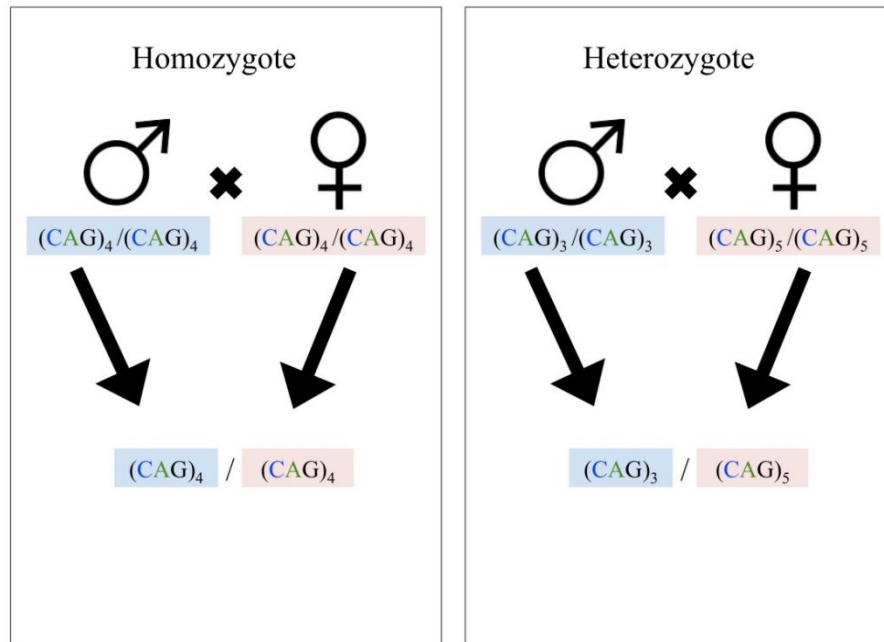 Homozygote
(CAG)₄/(CAG)₄ (CAG)₄/(CAG)₄
(CAG)₄ / (CAG)₄
Heterozygote
(CAG)₃/(CAG)₃ (CAG)₅/(CAG)₅
(CAG)₃ / (CAG)₅